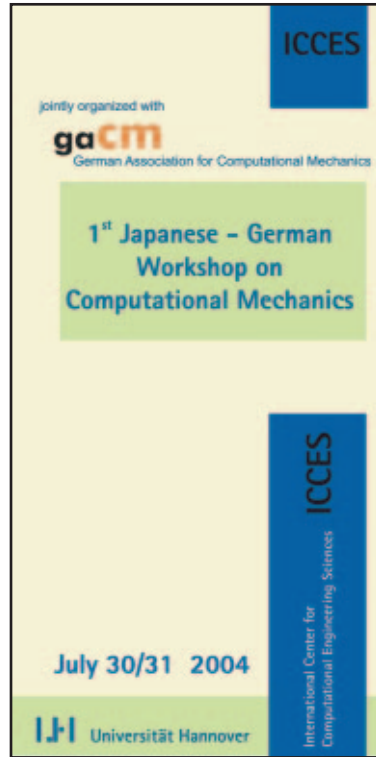 ICCES
jointly organized with
gacm
German Association for Computational Mechanics
1st Japanese - German
Workshop on
Computational Mechanics
ICCES
International Center for
Computational Engineering Sciences
July 30/31 2004
Universität Hannover